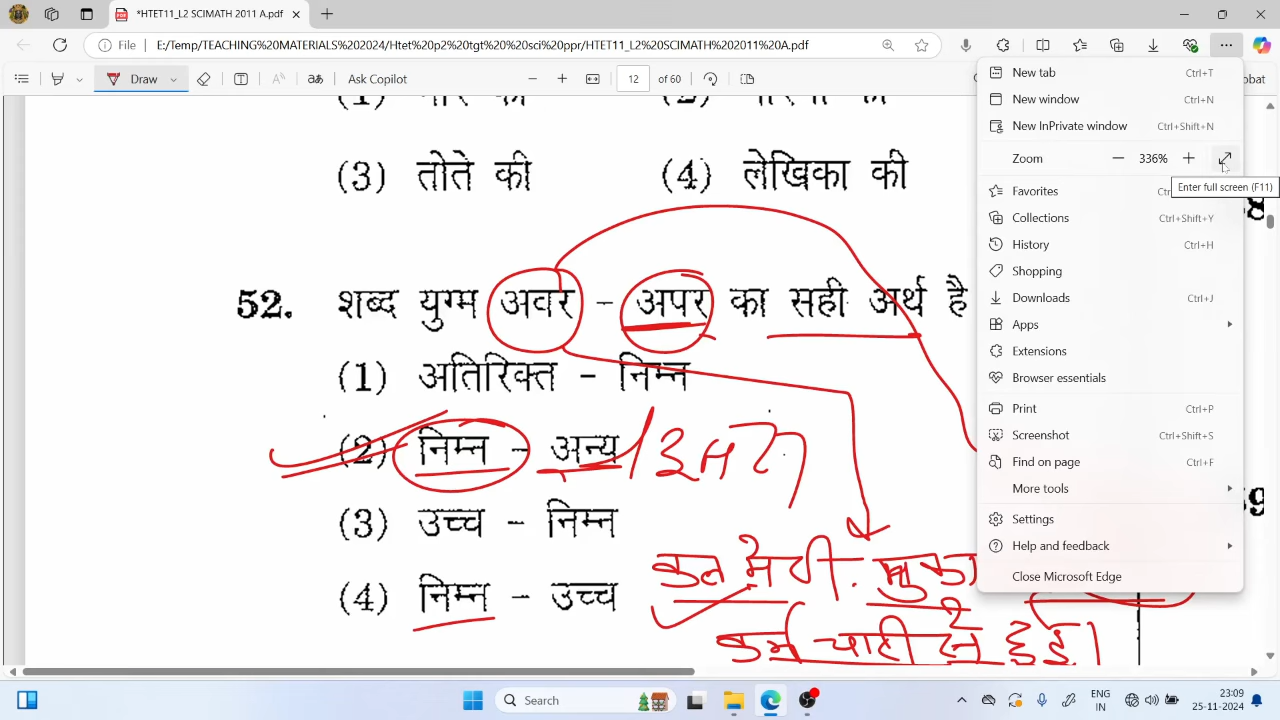 *HTET11_L2 SCIMATH 2011 A.pdf
File E:/Temp/TEACHING%20MATERIALS%202024/Htet%20p2%20tgt%20%20sci%20ppr/HTET11_L2%20SCIMATH%202011%20A.pdf
Draw Ask Copilot 12 of 60
(3) तोते की (4) लेखिका की
52. शब्द युग्म अवर – अपर का सही अर्थ है
(1) अतिरिक्त – निम्न
(2) निम्न – अन्य
(3) उच्च – निम्न
(4) निम्न – उच्च
कल मेरी
हुई।
New tab Ctrl+T
New window Ctrl+N
New InPrivate window Ctrl+Shift+N
Zoom 336%
Enter full screen (F11)
Favorites
Collections Ctrl+Shift+Y
History Ctrl+H
Shopping
Downloads Ctrl+J
Apps
Extensions
Browser essentials
Print Ctrl+P
Screenshot Ctrl+Shift+S
Find on page Ctrl+F
More tools
Settings
Help and feedback
Close Microsoft Edge
Search
ENG
IN
23:09
25-11-2024